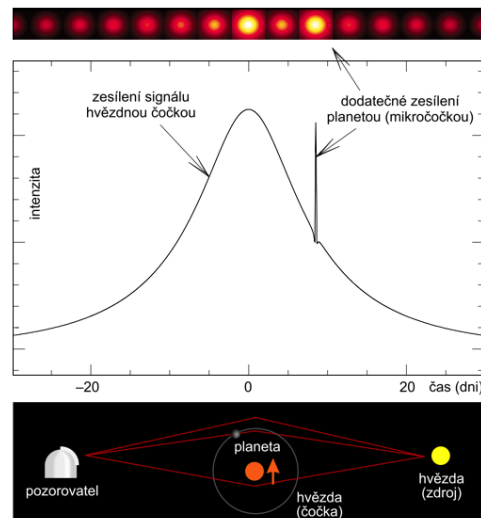 zesílení signálu
hvězdnou čočkou
dodatečné zesílení
planetou (mikročočkou)
intenzita
−20
0
20
čas (dni)
pozorovatel
planeta
hvězda
(čočka)
hvězda
(zdroj)